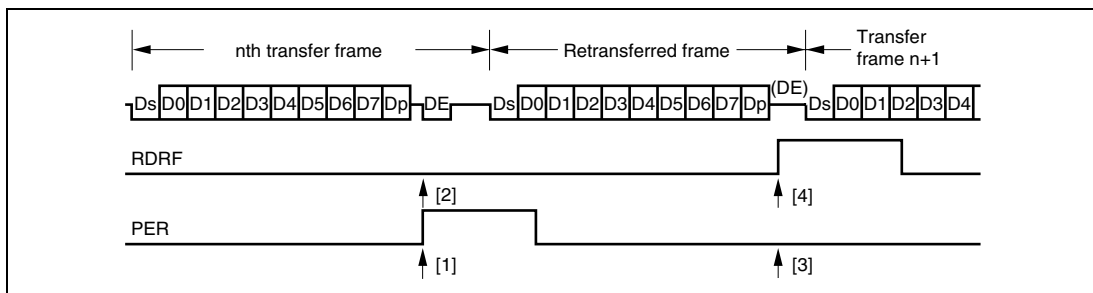 nth transfer frame Retransferred frame Transfer
frame n+1
Ds D0 D1 D2 D3 D4 D5 D6 D7 Dp DE Ds D0 D1 D2 D3 D4 D5 D6 D7 Dp (DE) Ds D0 D1 D2 D3 D4
RDRF
[2] [4]
PER
[1] [3]